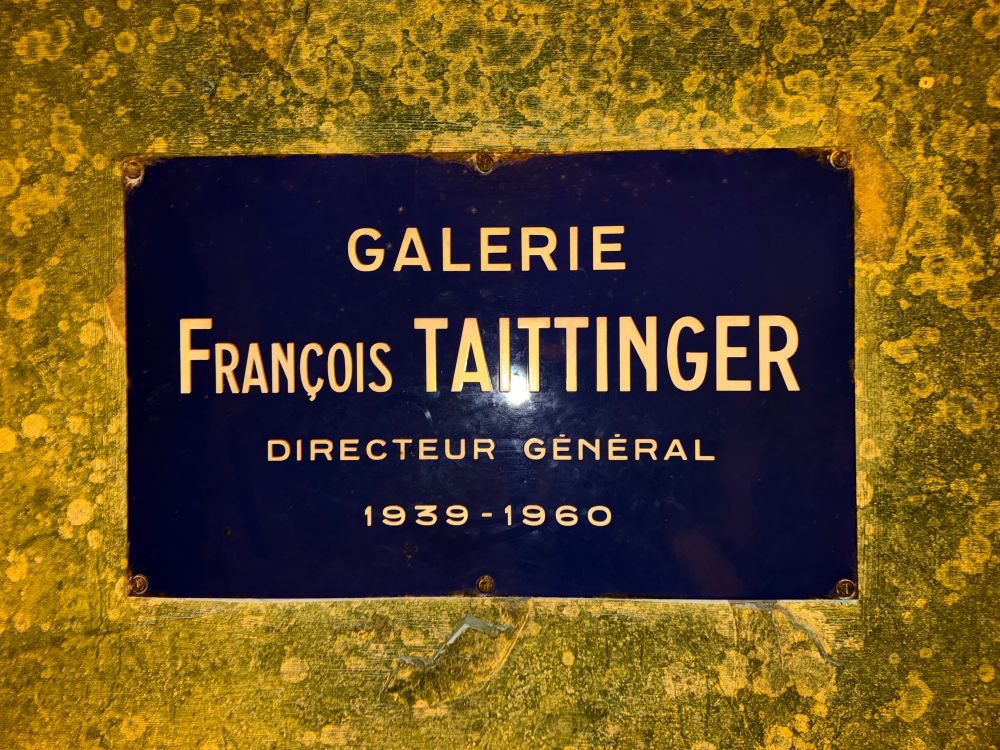 GALERIE
FRANÇOIS TAITTINGER
DIRECTEUR GÉNÉRAL
1939-1960